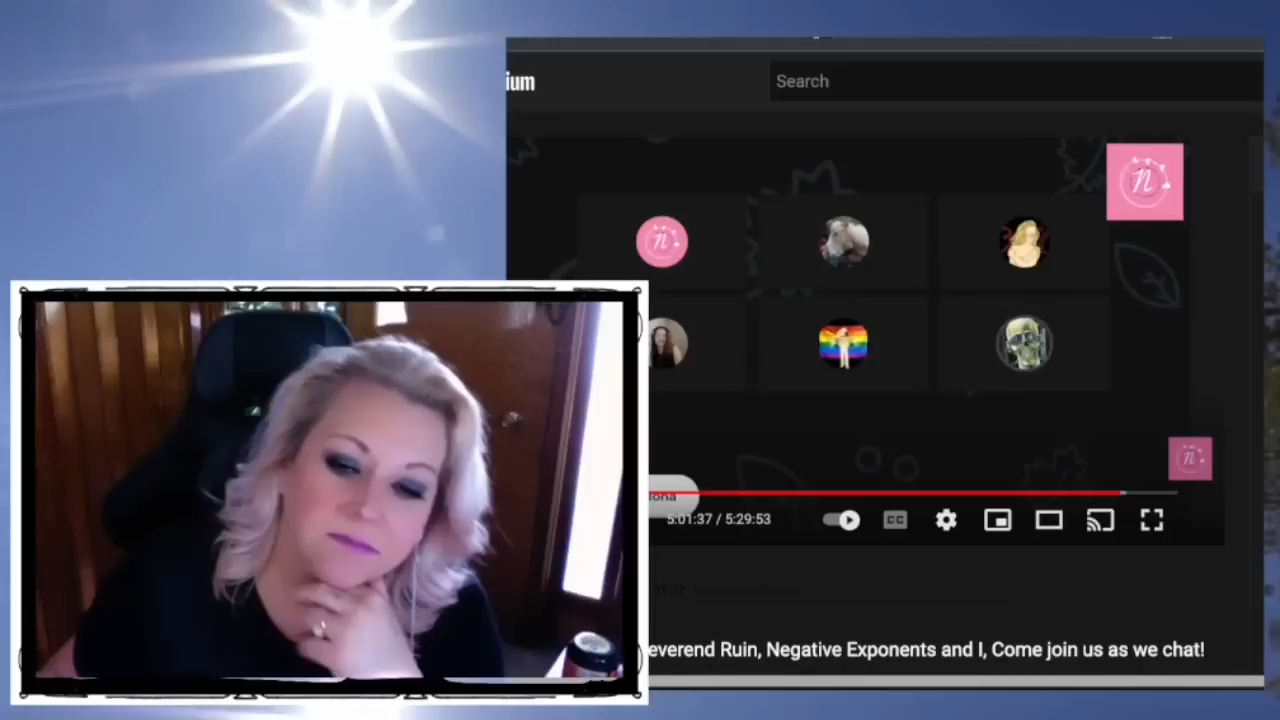 ium
Search
n
n
n
5:01:37 / 5:29:53
CC
everend Ruin, Negative Exponents and I, Come join us as we chat!